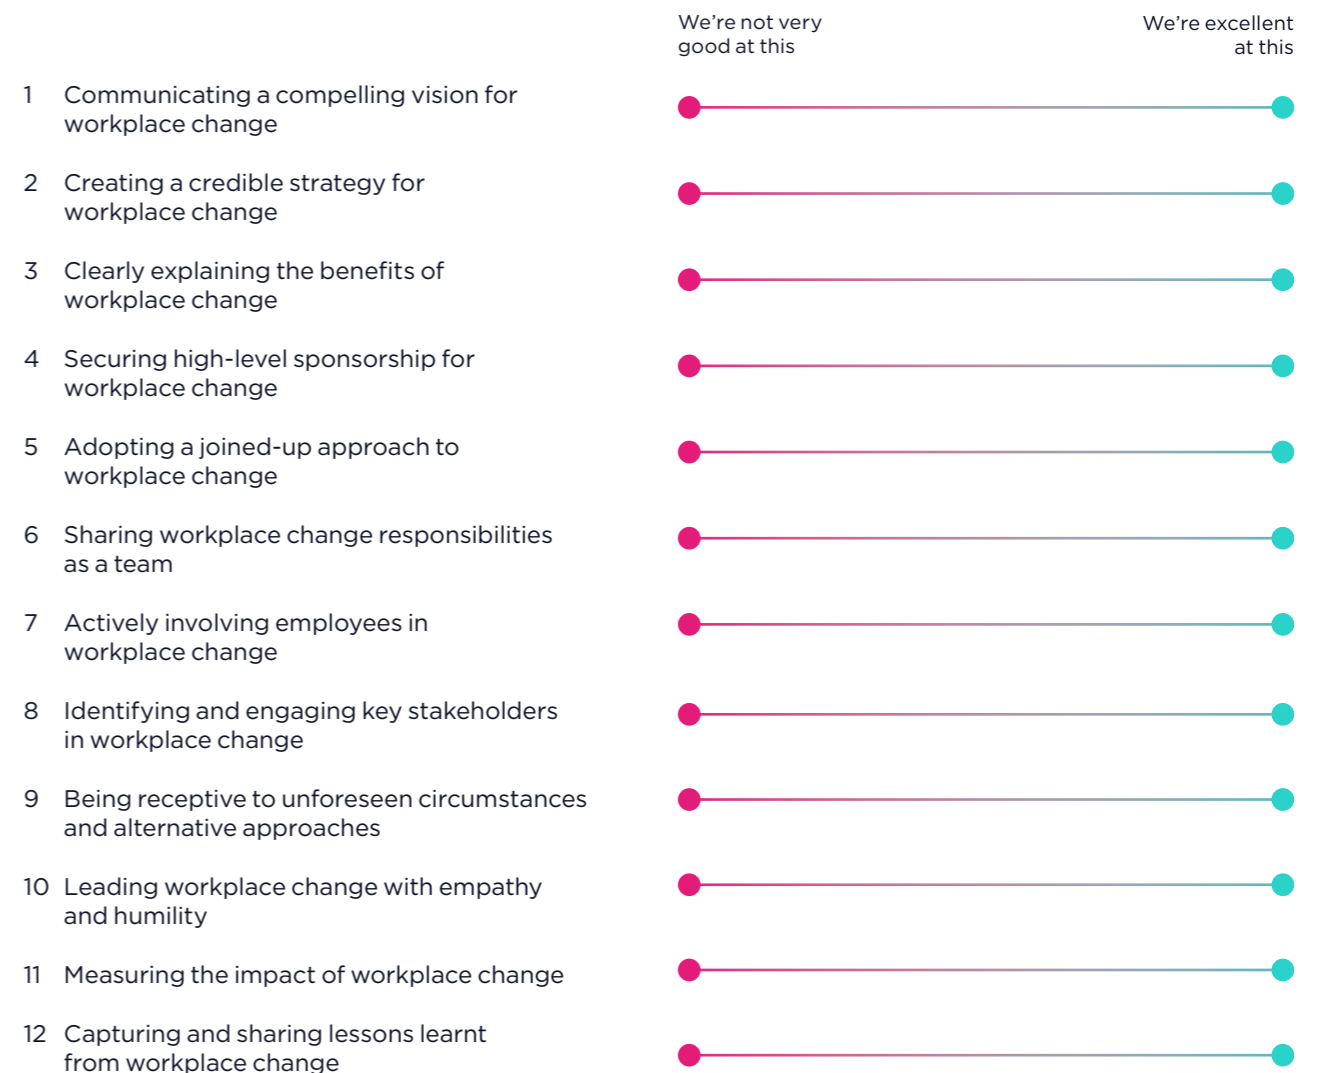 We're not very
good at this
We're excellent
at this
1 Communicating a compelling vision for
workplace change
2 Creating a credible strategy for
workplace change
3 Clearly explaining the benefits of
workplace change
4 Securing high-level sponsorship for
workplace change
5 Adopting a joined-up approach to
workplace change
6 Sharing workplace change responsibilities
as a team
7 Actively involving employees in
workplace change
8 Identifying and engaging key stakeholders
in workplace change
9 Being receptive to unforeseen circumstances
and alternative approaches
10 Leading workplace change with empathy
and humility
11 Measuring the impact of workplace change
12 Capturing and sharing lessons learnt
from workplace change